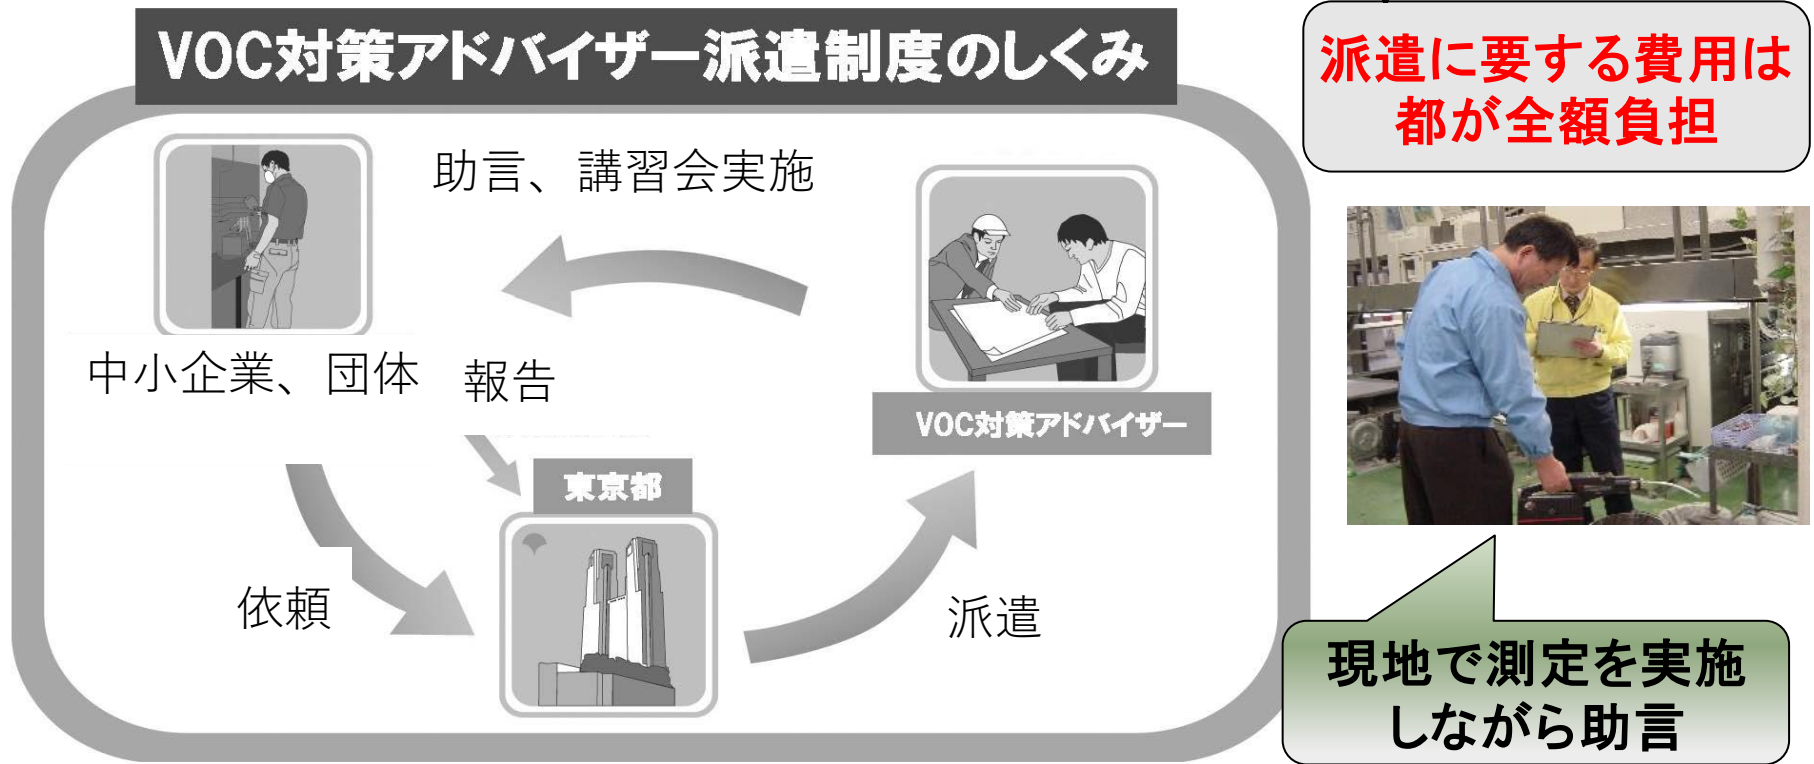 VOC対策アドバイザー派遣制度のしくみ
派遣に要する費用は
都が全額負担
助言、講習会実施
中小企業、団体
報告
VOC対策アドバイザー
東京都
依頼
派遣
現地で測定を実施
しながら助言